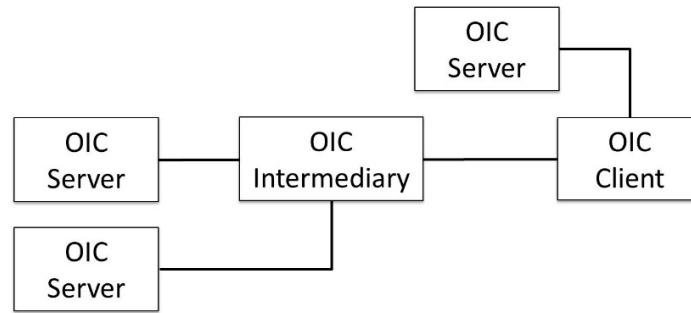 OIC
Server
OIC
Server
OIC
Intermediary
OIC
Client
OIC
Server